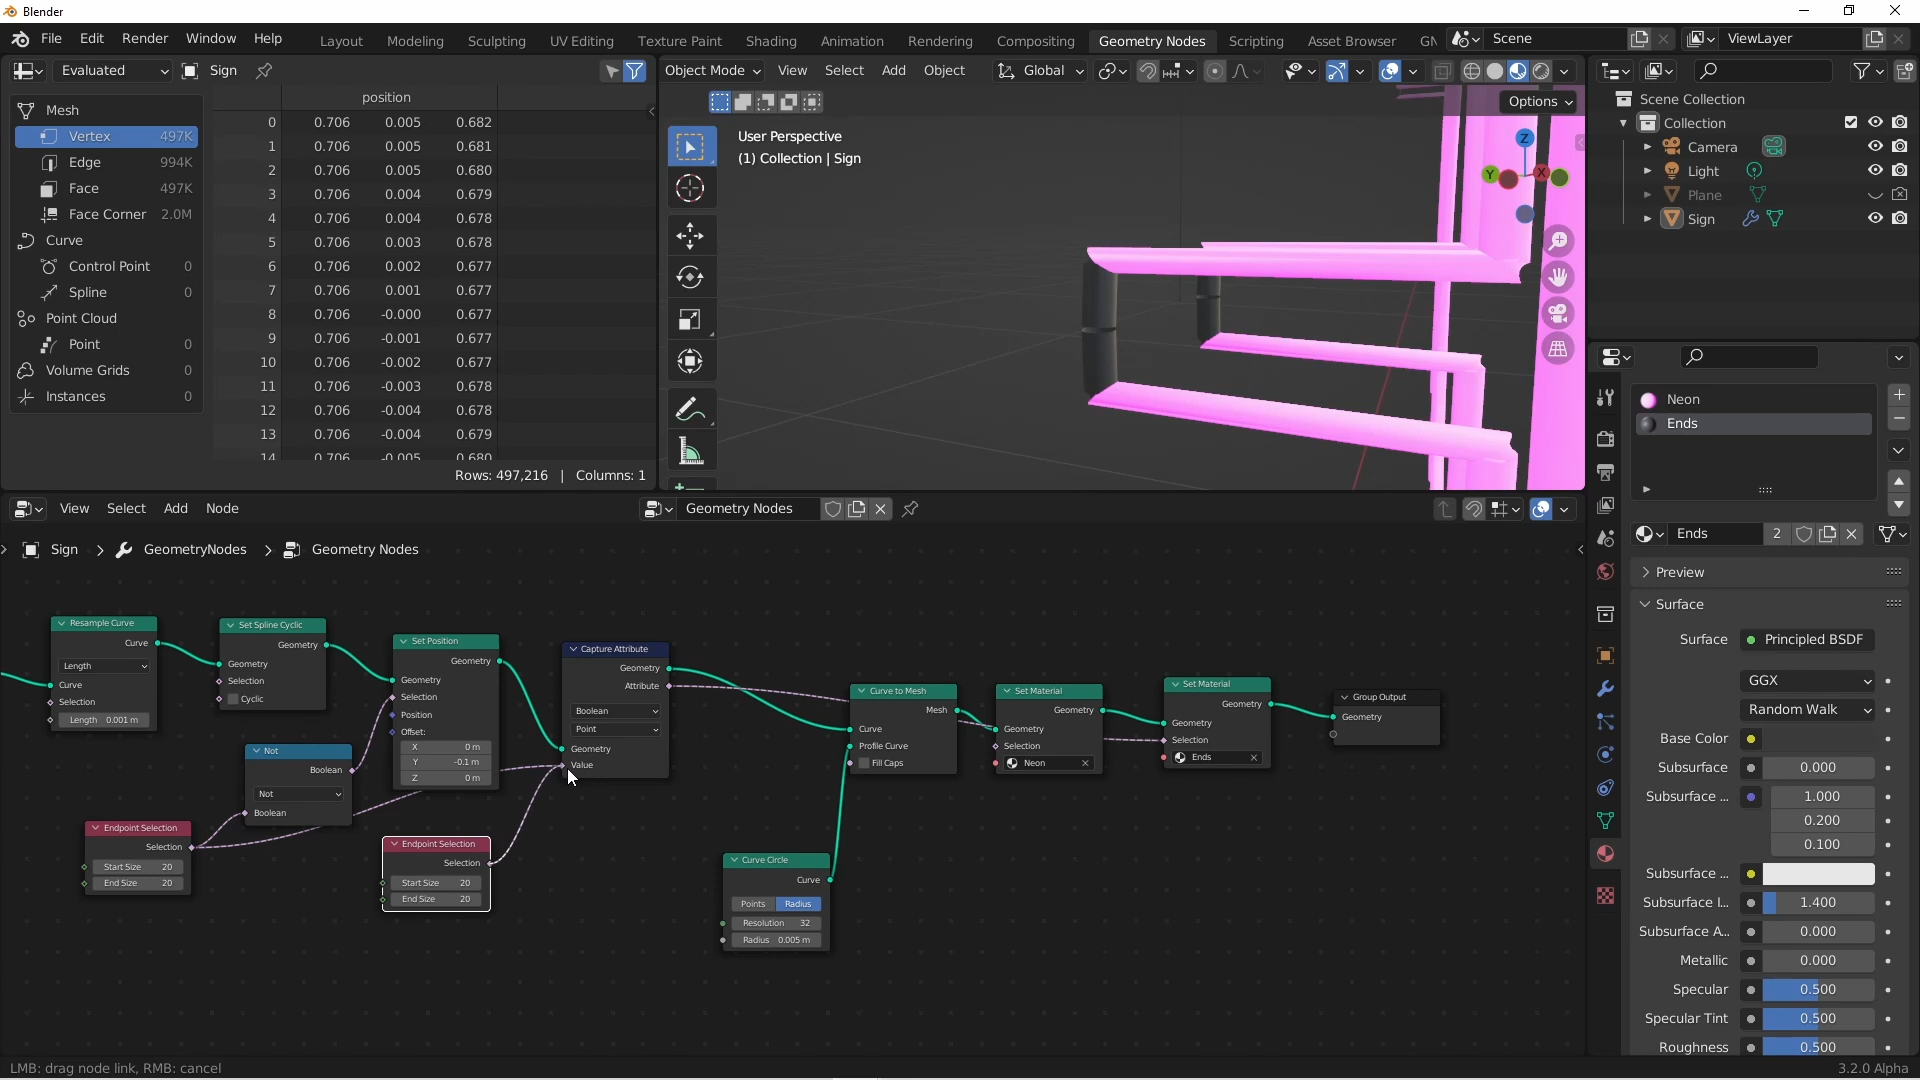 Blender
File Edit Render Window Help Layout Modeling Sculpting UV Editing Texture Paint Shading Animation Rendering Compositing Geometry Nodes Scripting Asset Browser GN Scene ViewLayer
Evaluated Sign
Object Mode View Select Add Object Global
Options
position
Mesh
Vertex 497K
Edge 994K
Face 497K
Face Corner 2.0M
Curve
Control Point 0
Spline 0
Point Cloud
Point 0
Volume Grids 0
Instances 0
0 0.706 0.005 0.682
1 0.706 0.005 0.681
2 0.706 0.005 0.680
3 0.706 0.004 0.679
4 0.706 0.004 0.678
5 0.706 0.003 0.678
6 0.706 0.002 0.677
7 0.706 0.001 0.677
8 0.706 -0.000 0.677
9 0.706 -0.001 0.677
10 0.706 -0.002 0.677
11 0.706 -0.003 0.678
12 0.706 -0.004 0.678
13 0.706 -0.004 0.679
14 0.706 -0.005 0.680
Rows: 497,216 | Columns: 1
User Perspective
(1) Collection | Sign
Z
Y
X
Scene Collection
Collection
Camera
Light
Plane
Sign
Neon
Ends
Ends 2
Preview
Surface
Surface Principled BSDF
GGX
Random Walk
Base Color
Subsurface 0.000
Subsurface ... 1.000
0.200
0.100
Subsurface ...
Subsurface I... 1.400
Subsurface A... 0.000
Metallic 0.000
Specular 0.500
Specular Tint 0.500
Roughness 0.500
View Select Add Node Geometry Nodes
Sign > GeometryNodes > Geometry Nodes
Resample Curve
Curve
Length
Curve
Selection
Length 0.001 m
Set Spline Cyclic
Geometry
Geometry
Selection
Cyclic
Set Position
Geometry
Geometry
Selection
Position
Offset:
X 0 m
Y -0.1 m
Z 0 m
Not
Boolean
Not
Boolean
Endpoint Selection
Selection
Start Size 20
End Size 20
Endpoint Selection
Selection
Start Size 20
End Size 20
Capture Attribute
Geometry
Attribute
Boolean
Point
Geometry
Value
Curve Circle
Curve
Points Radius
Resolution 32
Radius 0.005 m
Curve to Mesh
Mesh
Curve
Profile Curve
Fill Caps
Set Material
Geometry
Geometry
Selection
Neon
Set Material
Geometry
Geometry
Selection
Ends
Group Output
Geometry
LMB: drag node link, RMB: cancel
3.2.0 Alpha